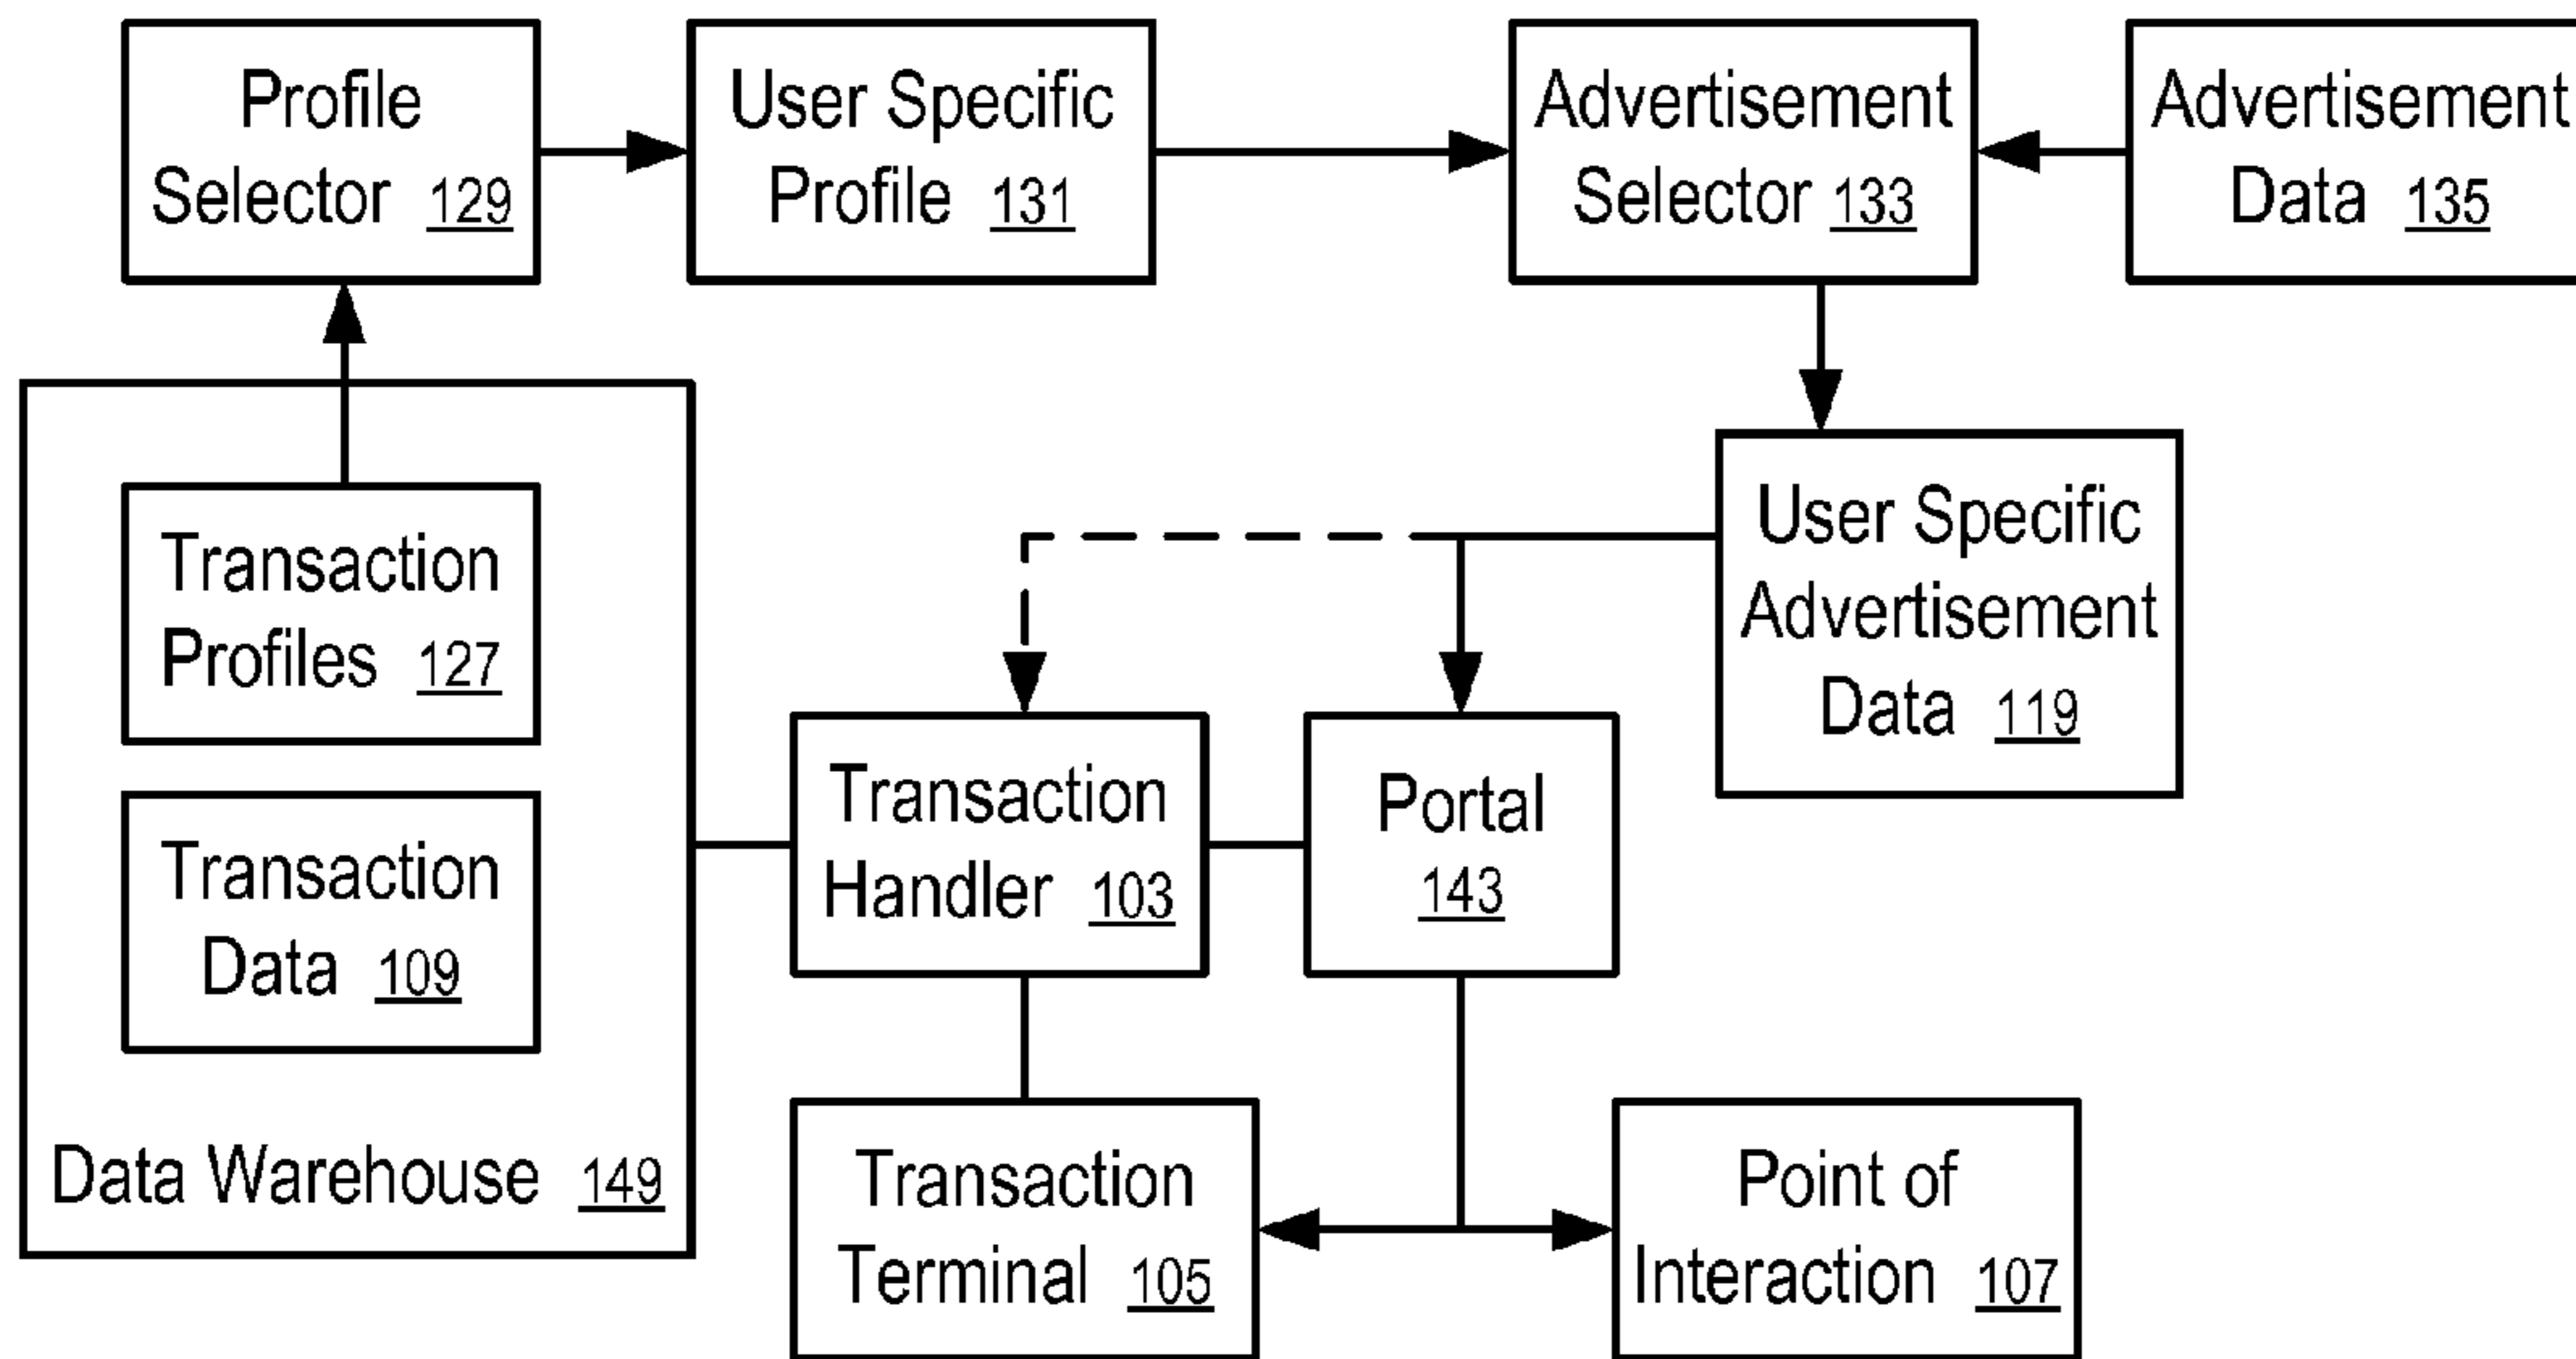 Profile
Selector 129
User Specific
Profile 131
Advertisement
Selector 133
Advertisement
Data 135
Transaction
Profiles 127
User Specific
Advertisement
Data 119
Transaction
Data 109
Transaction
Handler 103
Portal
143
Data Warehouse 149
Transaction
Terminal 105
Point of
Interaction 107